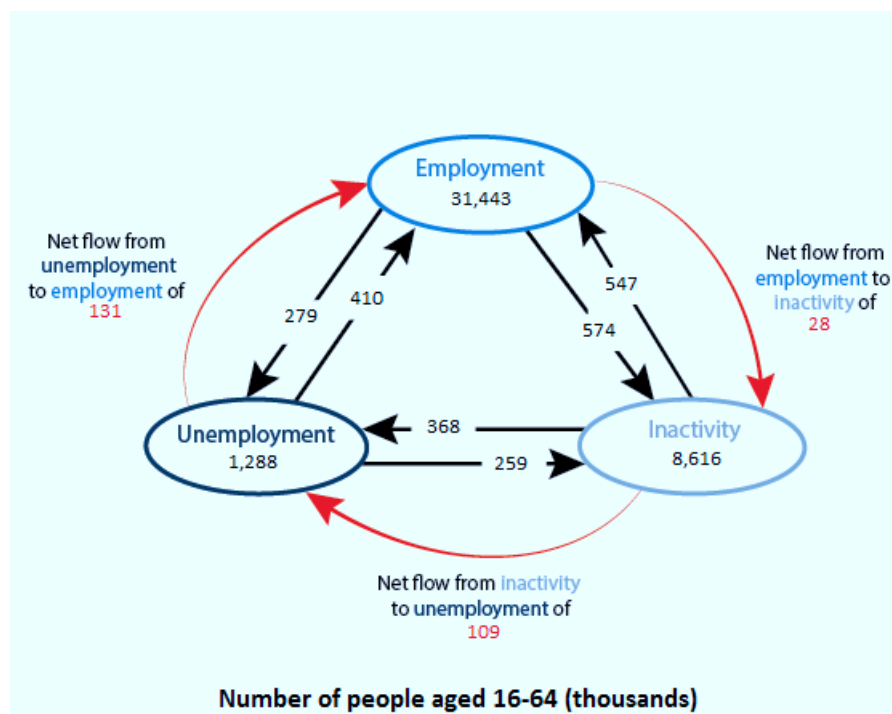 Employment
31,443
Net flow from
unemployment
to employment of
131
Net flow from
employment to
inactivity of
28
279
410
547
574
Unemployment
1,288
368
259
Inactivity
8,616
Net flow from inactivity
to unemployment of
109
Number of people aged 16-64 (thousands)